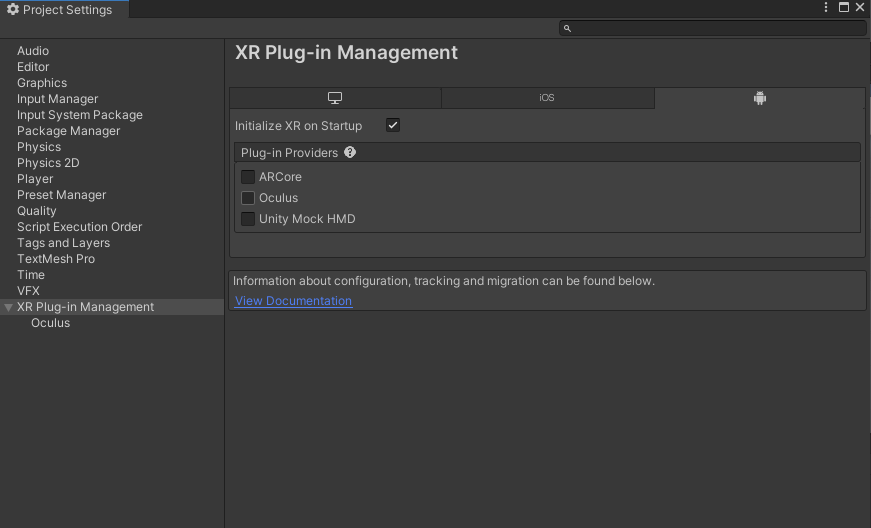 Project Settings
Audio
Editor
Graphics
Input Manager
Input System Package
Package Manager
Physics
Physics 2D
Player
Preset Manager
Quality
Script Execution Order
Tags and Layers
TextMesh Pro
Time
VFX
XR Plug-in Management
Oculus
XR Plug-in Management
iOS
Initialize XR on Startup
Plug-in Providers ?
ARCore
Oculus
Unity Mock HMD
Information about configuration, tracking and migration can be found below.
View Documentation